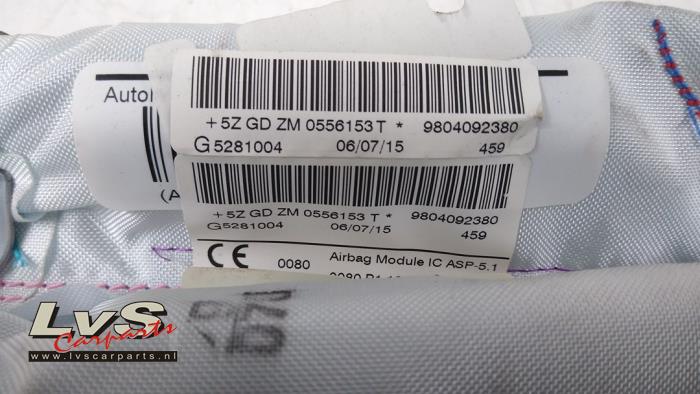 Autol
+ 5Z GD ZM 0556153 T * 9804092380
G 5281004 06/07/15 459
(A
+ 5Z GD ZM 0556153 T * 9804092380
G 5281004 06/07/15 459
CE 0080 Airbag Module IC ASP-5.1
LvS
Carparts
www.lvscarparts.nl